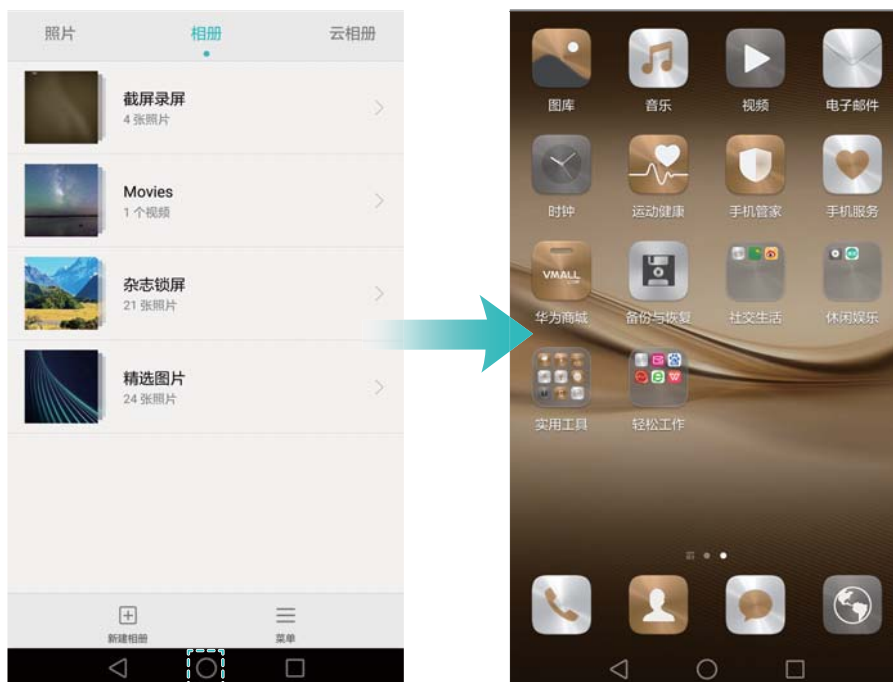 照片 相册 云相册
截屏录屏
4 张照片
Movies
1 个视频
杂志锁屏
21 张照片
精选图片
24 张照片
新建相册 菜单
图库 音乐 视频 电子邮件
时钟 运动健康 手机管家 手机服务
VMALL
华为商城 备份与恢复 社交生活 休闲娱乐
实用工具 轻松工作